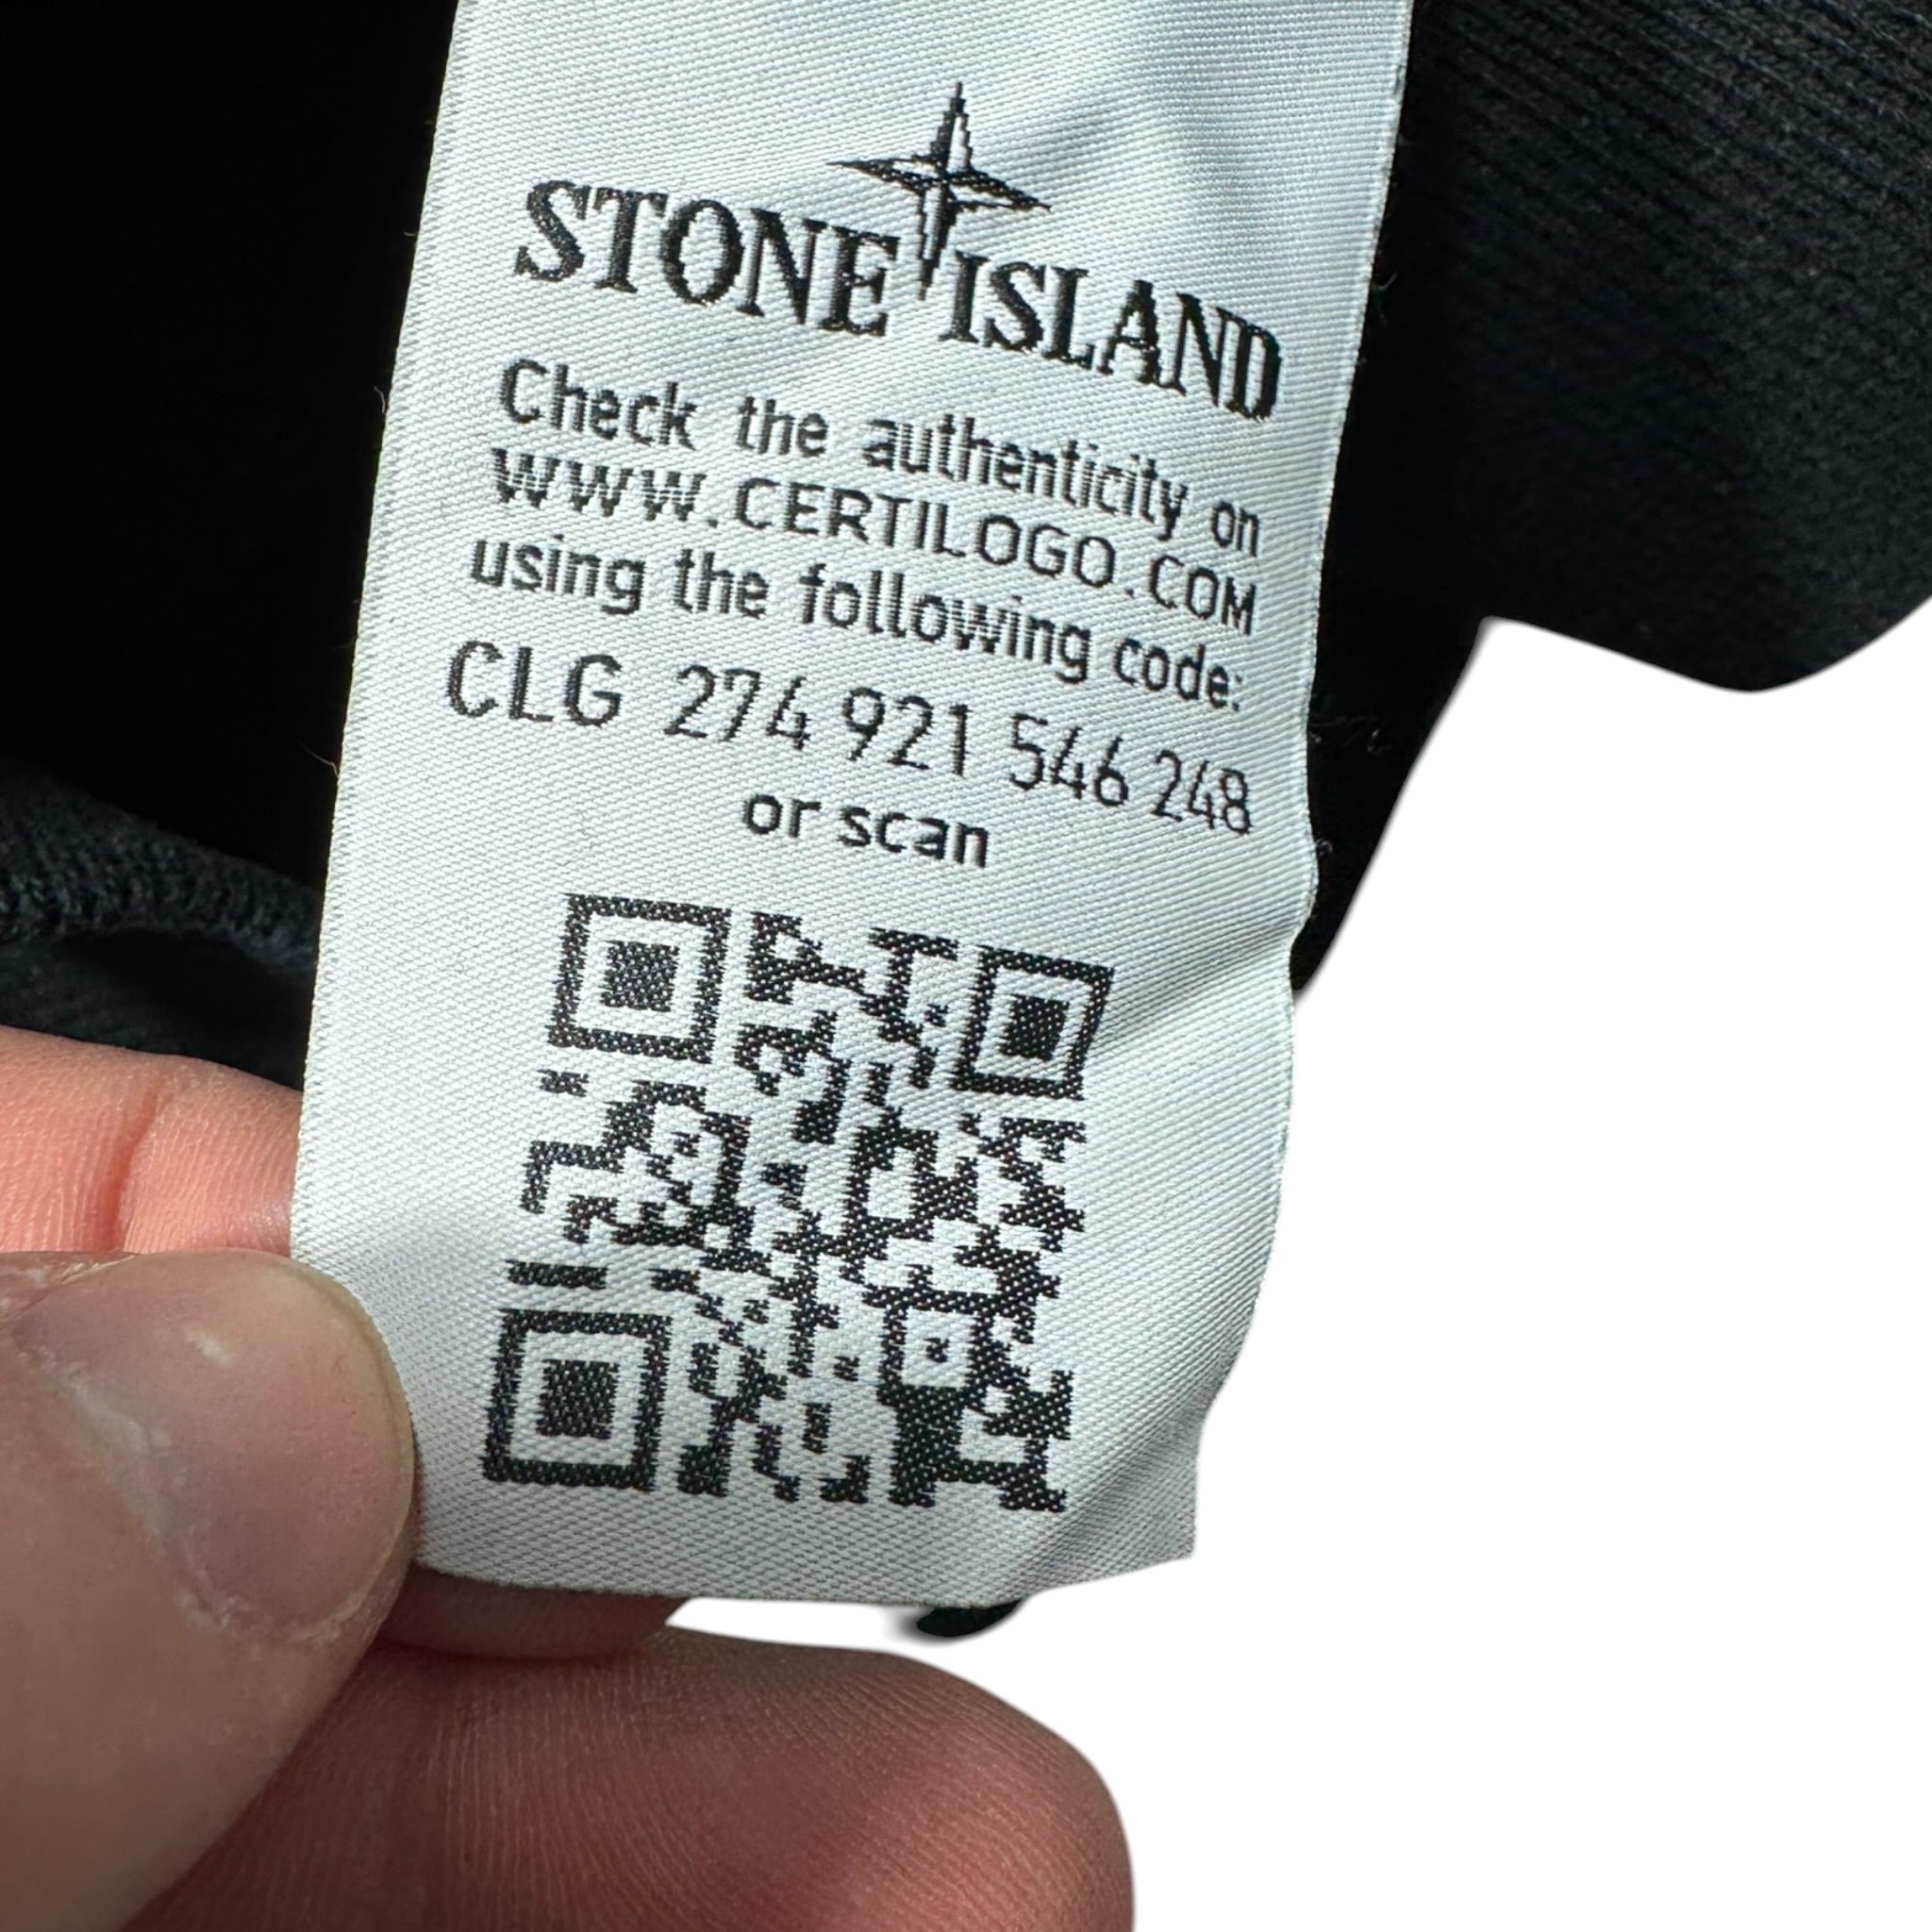 STONE ISLAND
Check the authenticity on
WWW.CERTILOGO.COM
using the following code:
CLG 274 921 546 248
or scan